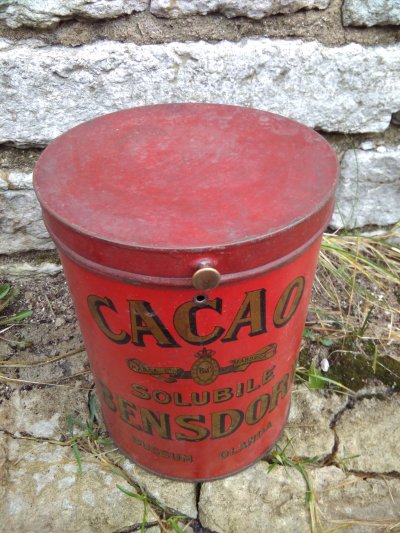 CACAO
SOLUBILE
BENSDORP
BUSSUM OLANDA